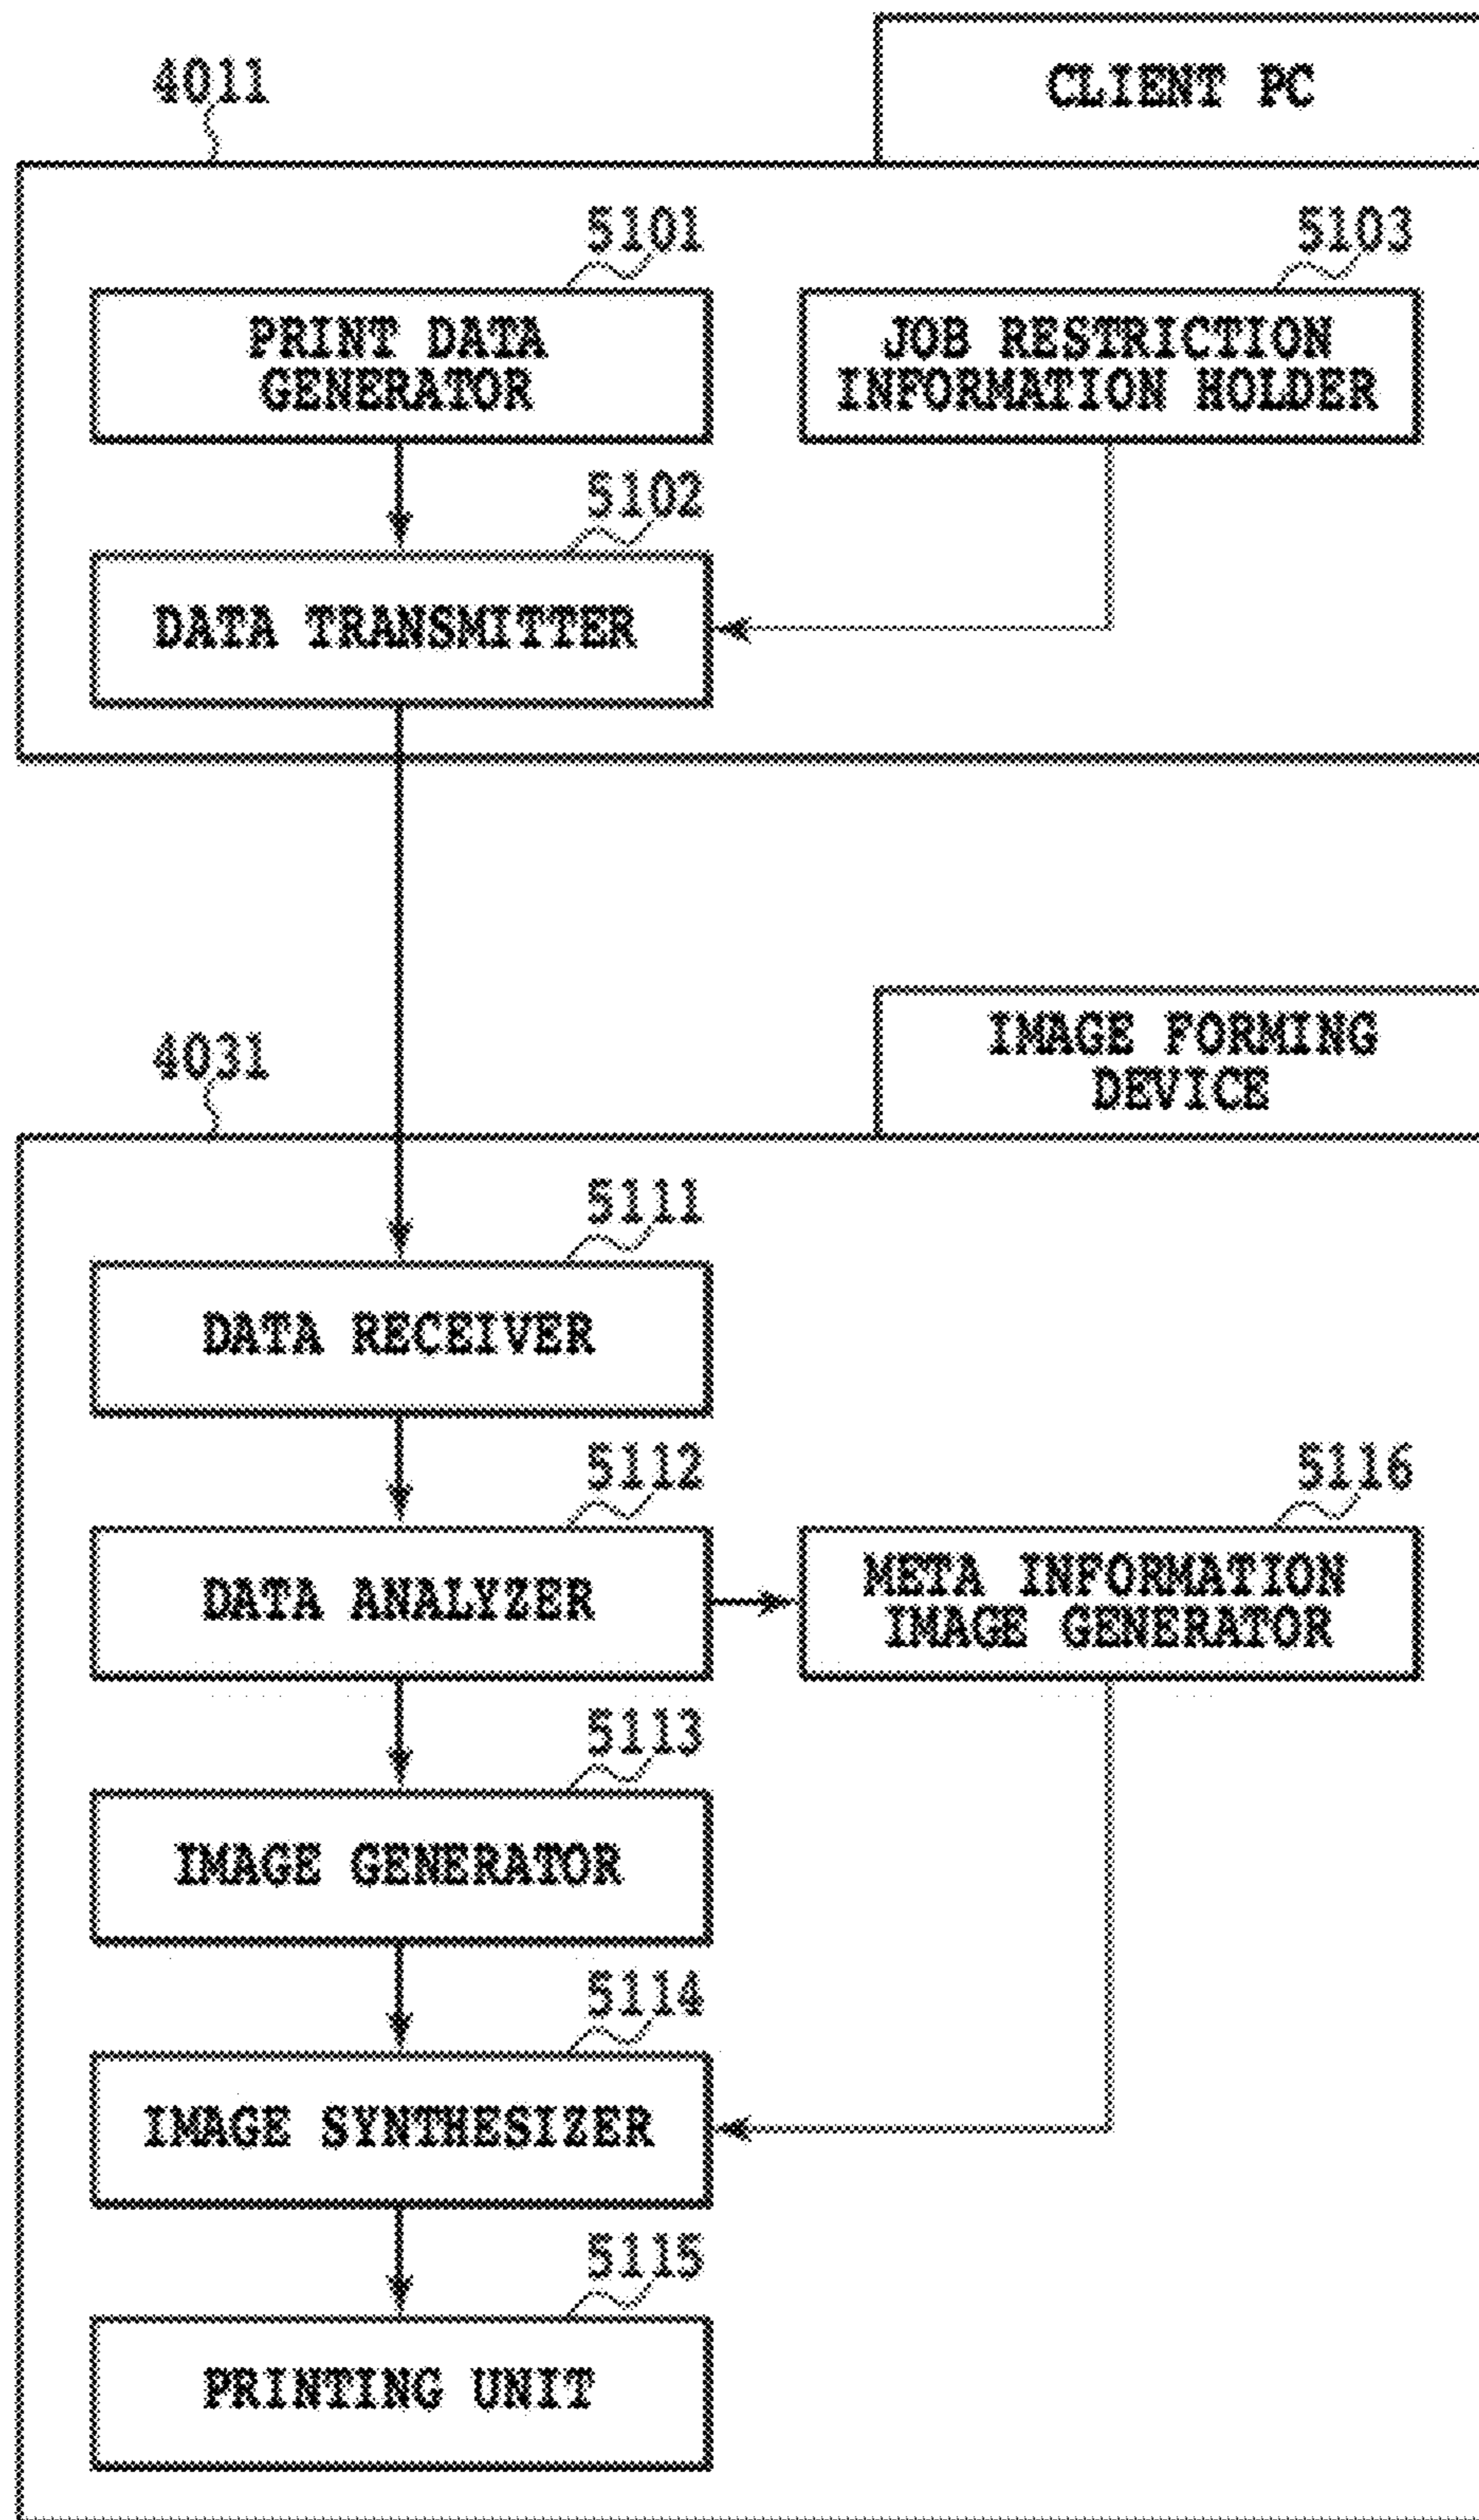 CLIENT PC
4011
5101
5103
PRINT DATA
GENERATOR
JOB RESTRICTION
INFORMATION HOLDER
5102
DATA TRANSMITTER
IMAGE FORMING
DEVICE
4031
5111
DATA RECEIVER
5112
5116
DATA ANALYZER
META INFORMATION
IMAGE GENERATOR
5113
IMAGE GENERATOR
5114
IMAGE SYNTHESIZER
5115
PRINTING UNIT